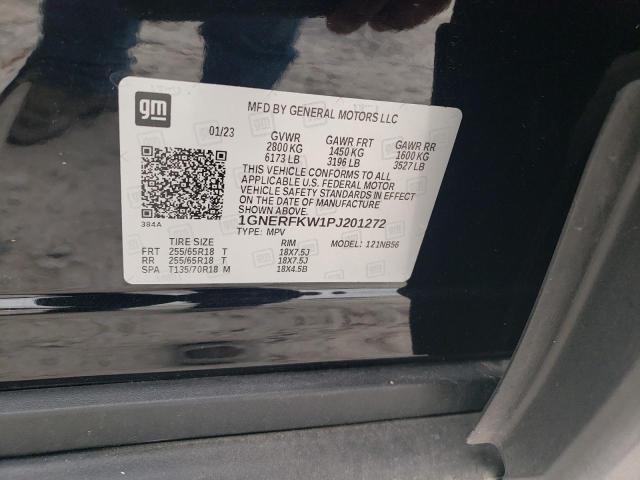 gm
MFD BY GENERAL MOTORS LLC
01/23 GVWR GAWR FRT GAWR RR
2800 KG 1450 KG 1600 KG
6173 LB 3196 LB 3527 LB
THIS VEHICLE CONFORMS TO ALL
APPLICABLE U.S. FEDERAL MOTOR
VEHICLE SAFETY STANDARDS IN EFFECT
ON THE DATE OF MANUFACTURE
SHOWN ABOVE.
384A 1GNERFKW1PJ201272
TYPE: MPV MODEL: 121NB56
TIRE SIZE RIM
FRT 255/65R18 T 18X7.5J
RR 255/65R18 T 18X7.5J
SPA T135/70R18 M 18X4.5B